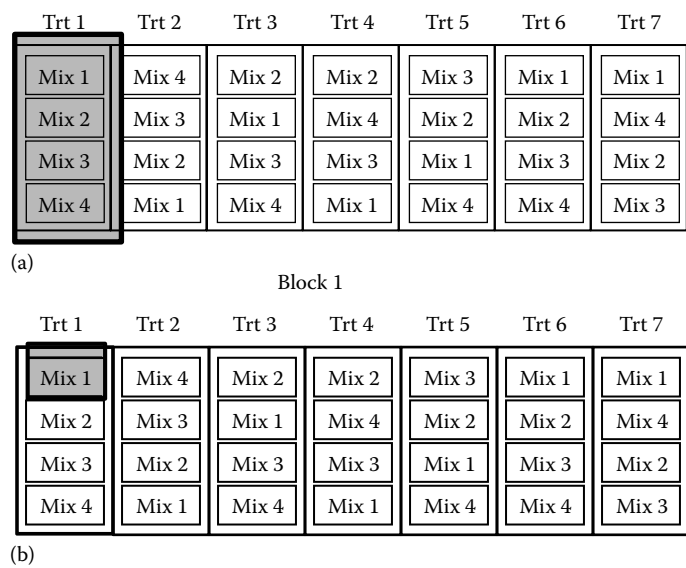 Trt 1 Trt 2 Trt 3 Trt 4 Trt 5 Trt 6 Trt 7
Mix 1 Mix 4 Mix 2 Mix 2 Mix 3 Mix 1 Mix 1
Mix 2 Mix 3 Mix 1 Mix 4 Mix 2 Mix 2 Mix 4
Mix 3 Mix 2 Mix 3 Mix 3 Mix 1 Mix 3 Mix 2
Mix 4 Mix 1 Mix 4 Mix 1 Mix 4 Mix 4 Mix 3
(a)
Block 1
Trt 1 Trt 2 Trt 3 Trt 4 Trt 5 Trt 6 Trt 7
Mix 1 Mix 4 Mix 2 Mix 2 Mix 3 Mix 1 Mix 1
Mix 2 Mix 3 Mix 1 Mix 4 Mix 2 Mix 2 Mix 4
Mix 3 Mix 2 Mix 3 Mix 3 Mix 1 Mix 3 Mix 2
Mix 4 Mix 1 Mix 4 Mix 1 Mix 4 Mix 4 Mix 3
(b)